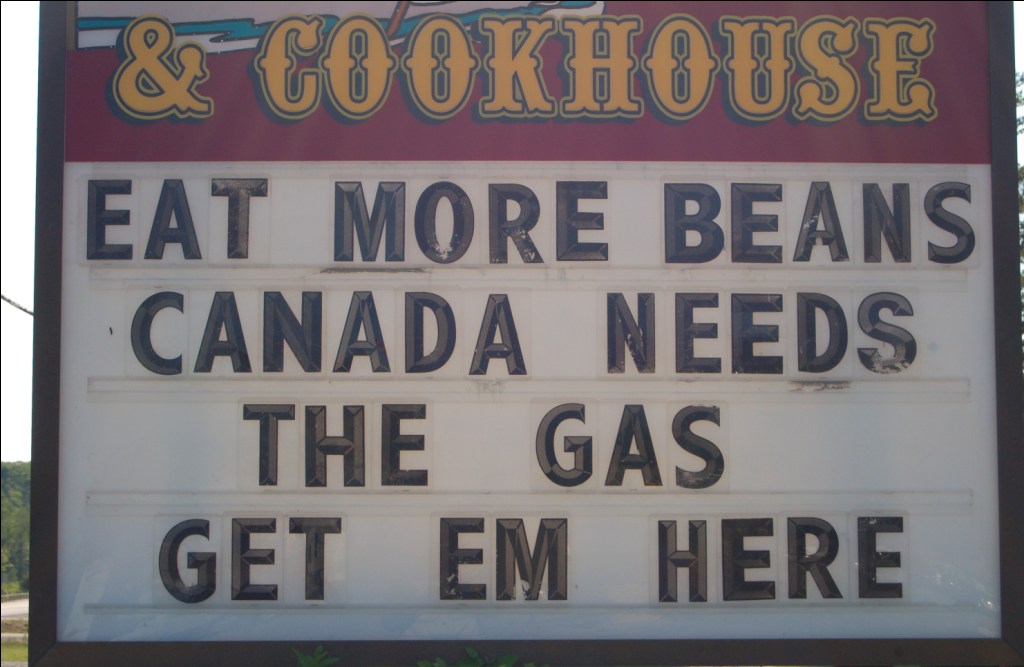 & COOKHOUSE
EAT MORE BEANS
CANADA NEEDS
THE GAS
GET EM HERE